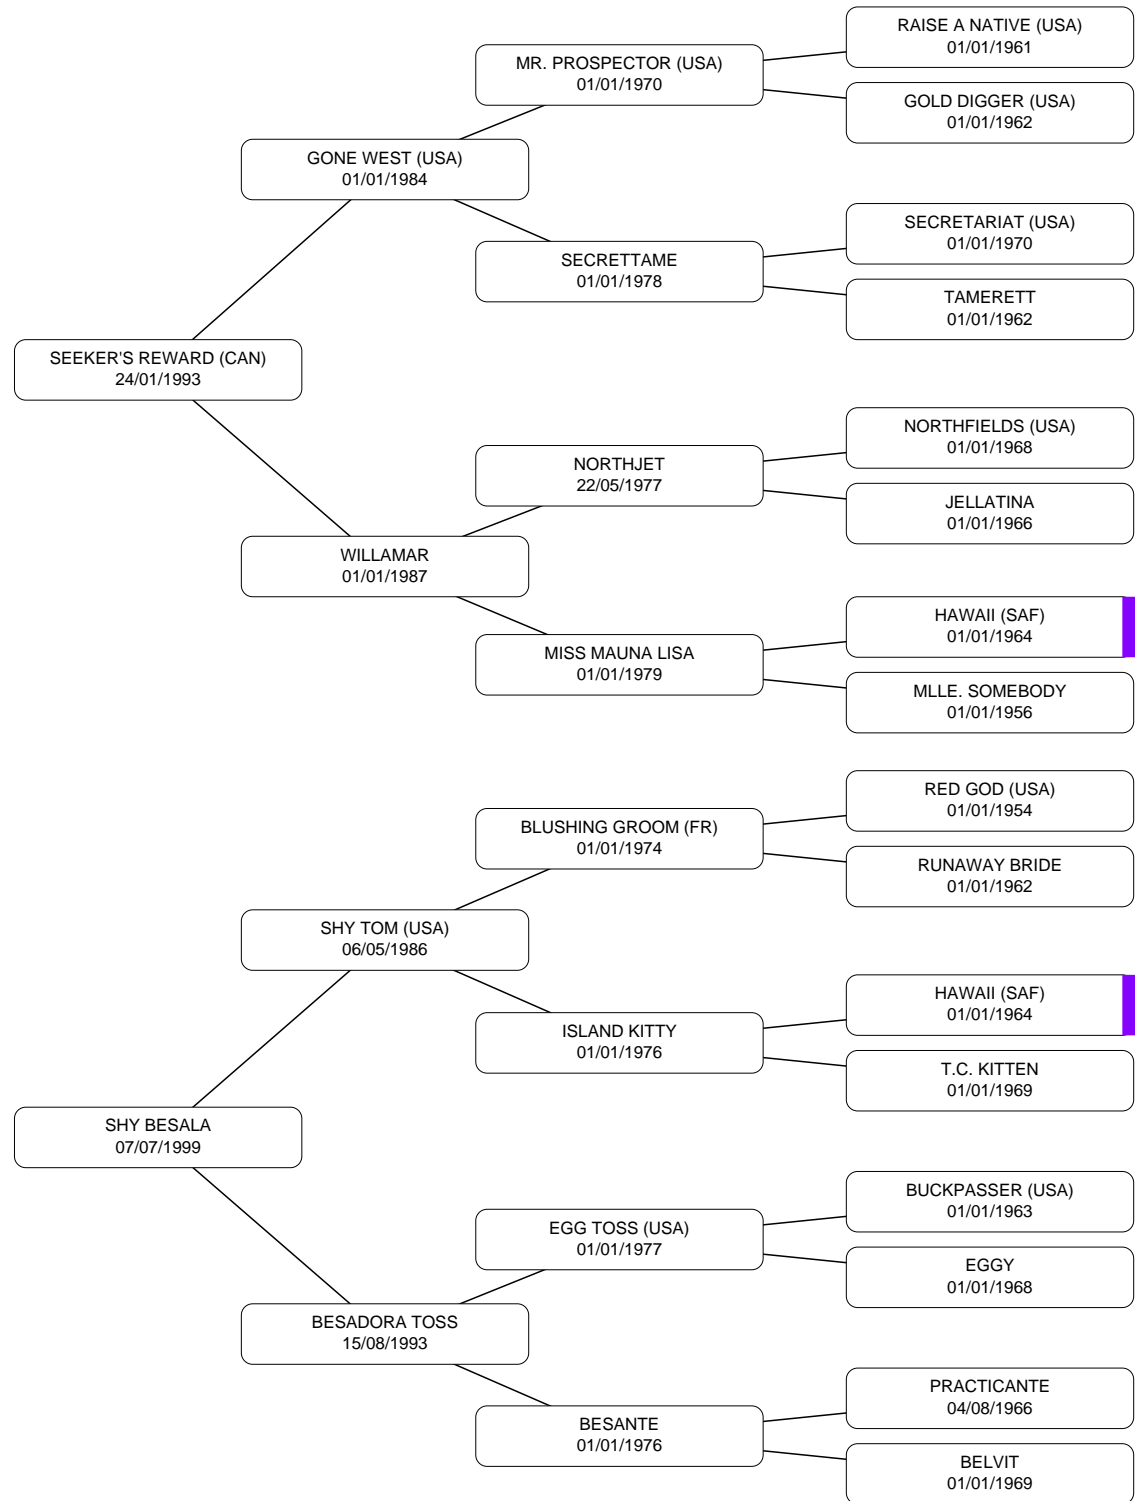 RAISE A NATIVE (USA)
01/01/1961
MR. PROSPECTOR (USA)
01/01/1970
GOLD DIGGER (USA)
01/01/1962
GONE WEST (USA)
01/01/1984
SECRETARIAT (USA)
01/01/1970
SECRETTAME
01/01/1978
TAMERETT
01/01/1962
SEEKER'S REWARD (CAN)
24/01/1993
NORTHFIELDS (USA)
01/01/1968
NORTHJET
22/05/1977
JELLATINA
01/01/1966
WILLAMAR
01/01/1987
HAWAII (SAF)
01/01/1964
MISS MAUNA LISA
01/01/1979
MLLE. SOMEBODY
01/01/1956
RED GOD (USA)
01/01/1954
BLUSHING GROOM (FR)
01/01/1974
RUNAWAY BRIDE
01/01/1962
SHY TOM (USA)
06/05/1986
HAWAII (SAF)
01/01/1964
ISLAND KITTY
01/01/1976
T.C. KITTEN
01/01/1969
SHY BESALA
07/07/1999
BUCKPASSER (USA)
01/01/1963
EGG TOSS (USA)
01/01/1977
EGGY
01/01/1968
BESADORA TOSS
15/08/1993
PRACTICANTE
04/08/1966
BESANTE
01/01/1976
BELVIT
01/01/1969